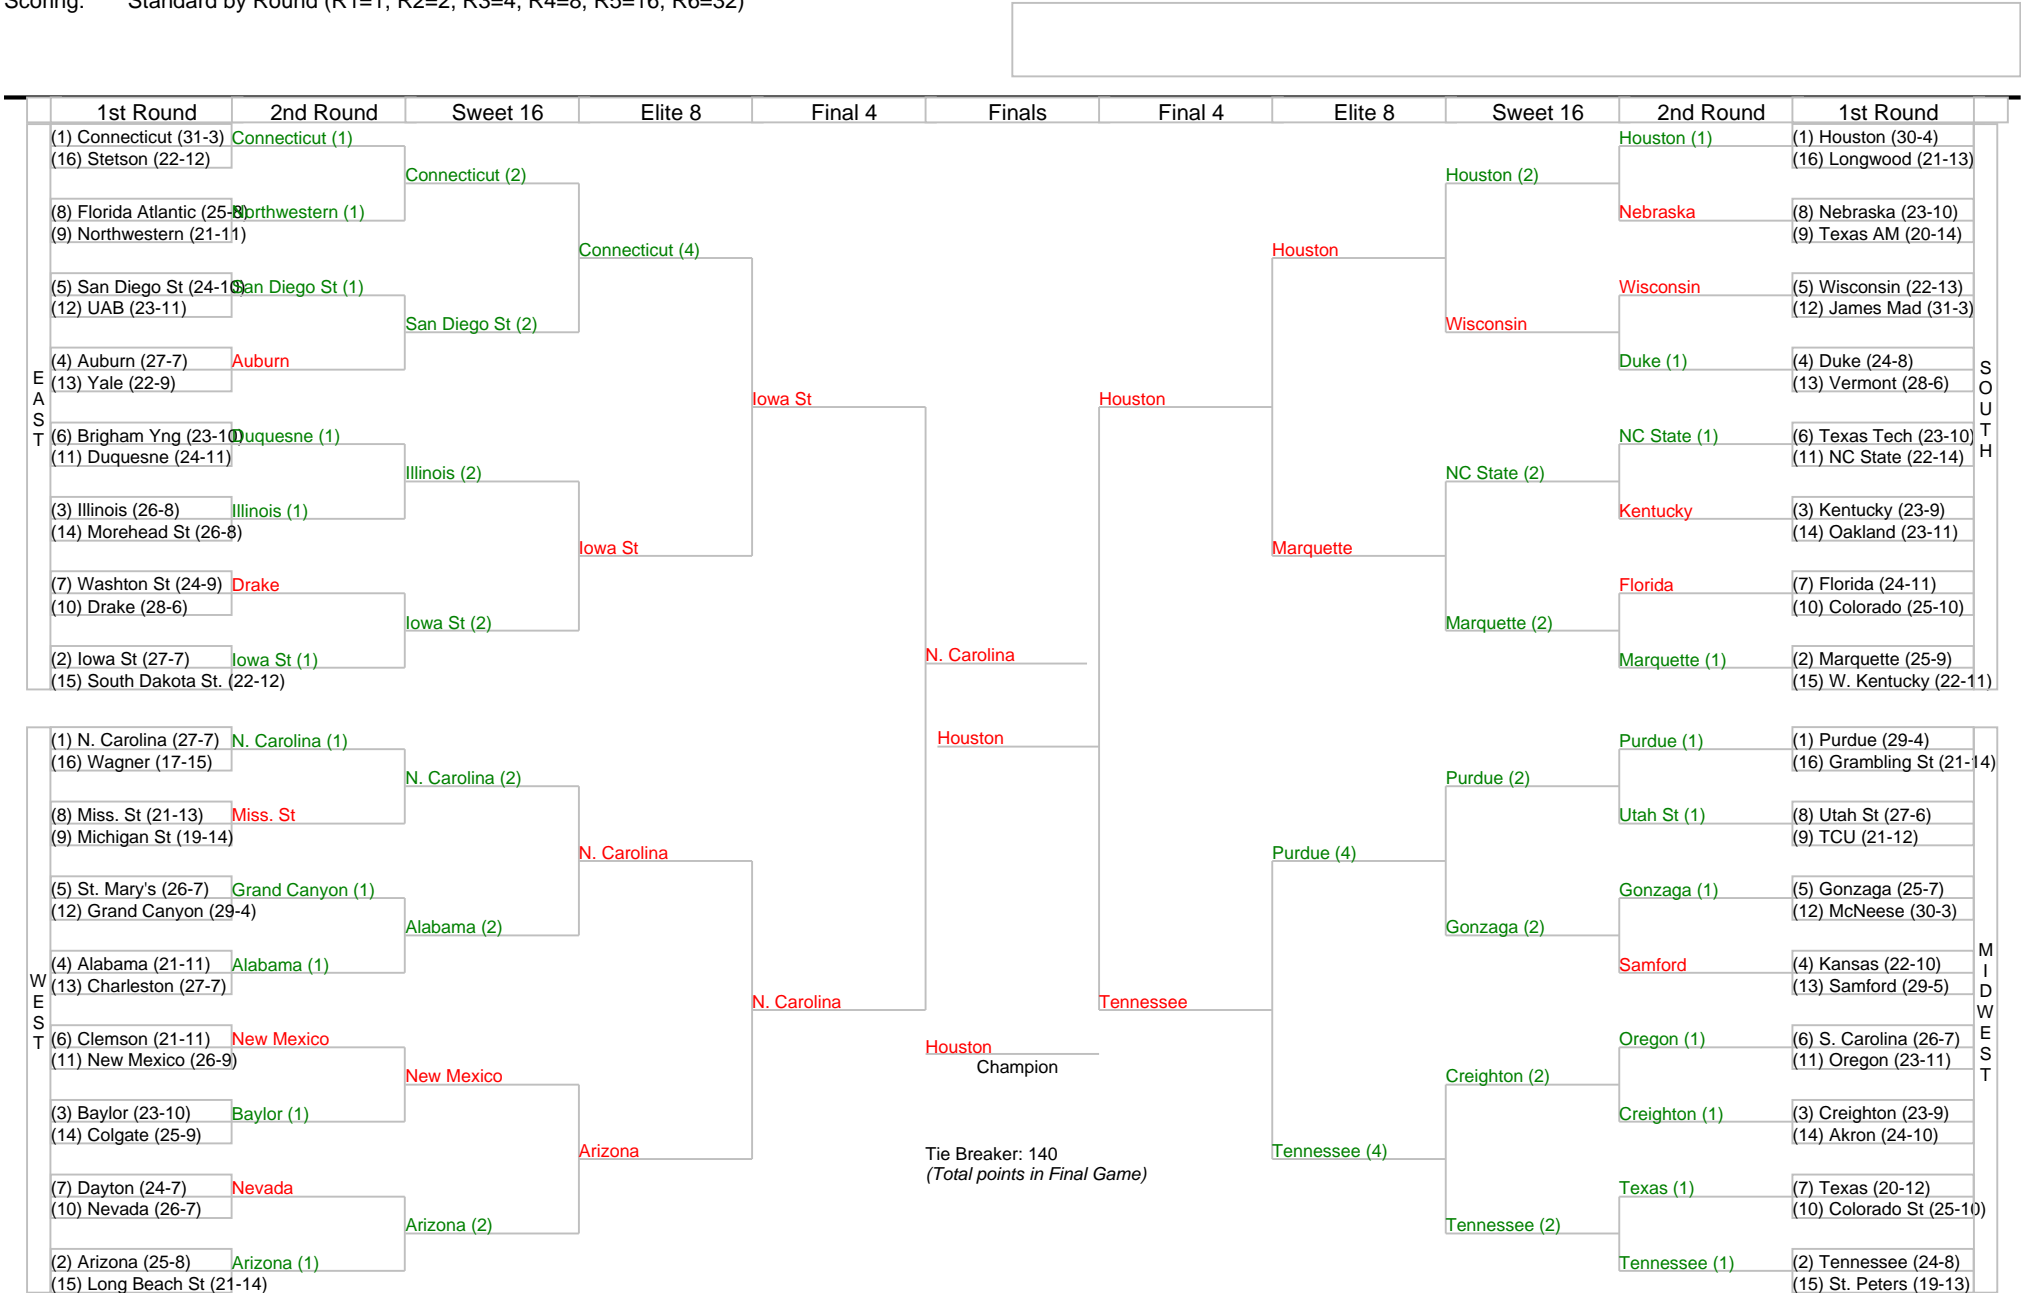 Scoring: Standard by Round (R1=1, R2=2, R3=4, R4=8, R5=16, R6=32)
1st Round 2nd Round Sweet 16 Elite 8 Final 4 Finals Final 4 Elite 8 Sweet 16 2nd Round 1st Round
EAST
(1) Connecticut (31-3)
(16) Stetson (22-12)
(8) Florida Atlantic (25-8)
(9) Northwestern (21-11)
(5) San Diego St (24-10)
(12) UAB (23-11)
(4) Auburn (27-7)
(13) Yale (22-9)
(6) Brigham Yng (23-10)
(11) Duquesne (24-11)
(3) Illinois (26-8)
(14) Morehead St (26-8)
(7) Washton St (24-9)
(10) Drake (28-6)
(2) Iowa St (27-7)
(15) South Dakota St. (22-12)
Connecticut (1)
Northwestern (1)
San Diego St (1)
Auburn
Duquesne (1)
Illinois (1)
Drake
Iowa St (1)
Connecticut (2)
San Diego St (2)
Illinois (2)
Iowa St (2)
Connecticut (4)
Iowa St
Iowa St
WEST
(1) N. Carolina (27-7)
(16) Wagner (17-15)
(8) Miss. St (21-13)
(9) Michigan St (19-14)
(5) St. Mary's (26-7)
(12) Grand Canyon (29-4)
(4) Alabama (21-11)
(13) Charleston (27-7)
(6) Clemson (21-11)
(11) New Mexico (26-9)
(3) Baylor (23-10)
(14) Colgate (25-9)
(7) Dayton (24-7)
(10) Nevada (26-7)
(2) Arizona (25-8)
(15) Long Beach St (21-14)
N. Carolina (1)
Miss. St
Grand Canyon (1)
Alabama (1)
New Mexico
Baylor (1)
Nevada
Arizona (1)
N. Carolina (2)
Alabama (2)
New Mexico
Arizona (2)
N. Carolina
Arizona
N. Carolina
N. Carolina
Houston
Houston
Champion
Tie Breaker: 140
(Total points in Final Game)
Houston
Tennessee
Houston
Marquette
Houston (2)
Wisconsin
NC State (2)
Marquette (2)
Houston (1)
Nebraska
Wisconsin
Duke (1)
NC State (1)
Kentucky
Florida
Marquette (1)
(1) Houston (30-4)
(16) Longwood (21-13)
(8) Nebraska (23-10)
(9) Texas AM (20-14)
(5) Wisconsin (22-13)
(12) James Mad (31-3)
(4) Duke (24-8)
(13) Vermont (28-6)
(6) Texas Tech (23-10)
(11) NC State (22-14)
(3) Kentucky (23-9)
(14) Oakland (23-11)
(7) Florida (24-11)
(10) Colorado (25-10)
(2) Marquette (25-9)
(15) W. Kentucky (22-11)
SOUTH
Purdue (4)
Tennessee (4)
Purdue (2)
Gonzaga (2)
Creighton (2)
Tennessee (2)
Purdue (1)
Utah St (1)
Gonzaga (1)
Samford
Oregon (1)
Creighton (1)
Texas (1)
Tennessee (1)
(1) Purdue (29-4)
(16) Grambling St (21-14)
(8) Utah St (27-6)
(9) TCU (21-12)
(5) Gonzaga (25-7)
(12) McNeese (30-3)
(4) Kansas (22-10)
(13) Samford (29-5)
(6) S. Carolina (26-7)
(11) Oregon (23-11)
(3) Creighton (23-9)
(14) Akron (24-10)
(7) Texas (20-12)
(10) Colorado St (25-10)
(2) Tennessee (24-8)
(15) St. Peters (19-13)
MIDWEST